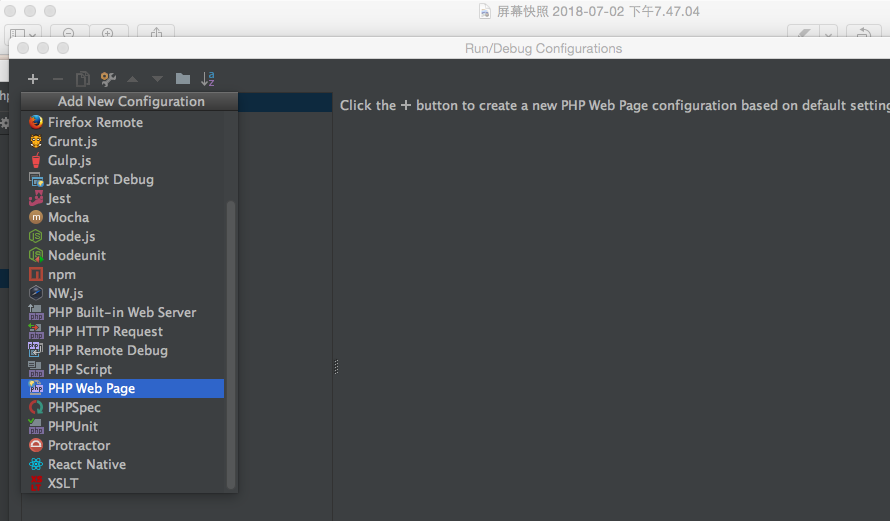 屏幕快照 2018-07-02 下午7.47.04
Run/Debug Configurations
Add New Configuration
Click the + button to create a new PHP Web Page configuration based on default setting
Firefox Remote
Grunt.js
Gulp.js
JavaScript Debug
Jest
Mocha
Node.js
Nodeunit
npm
NW.js
PHP Built-in Web Server
PHP HTTP Request
PHP Remote Debug
PHP Script
PHP Web Page
PHPSpec
PHPUnit
Protractor
React Native
XSLT